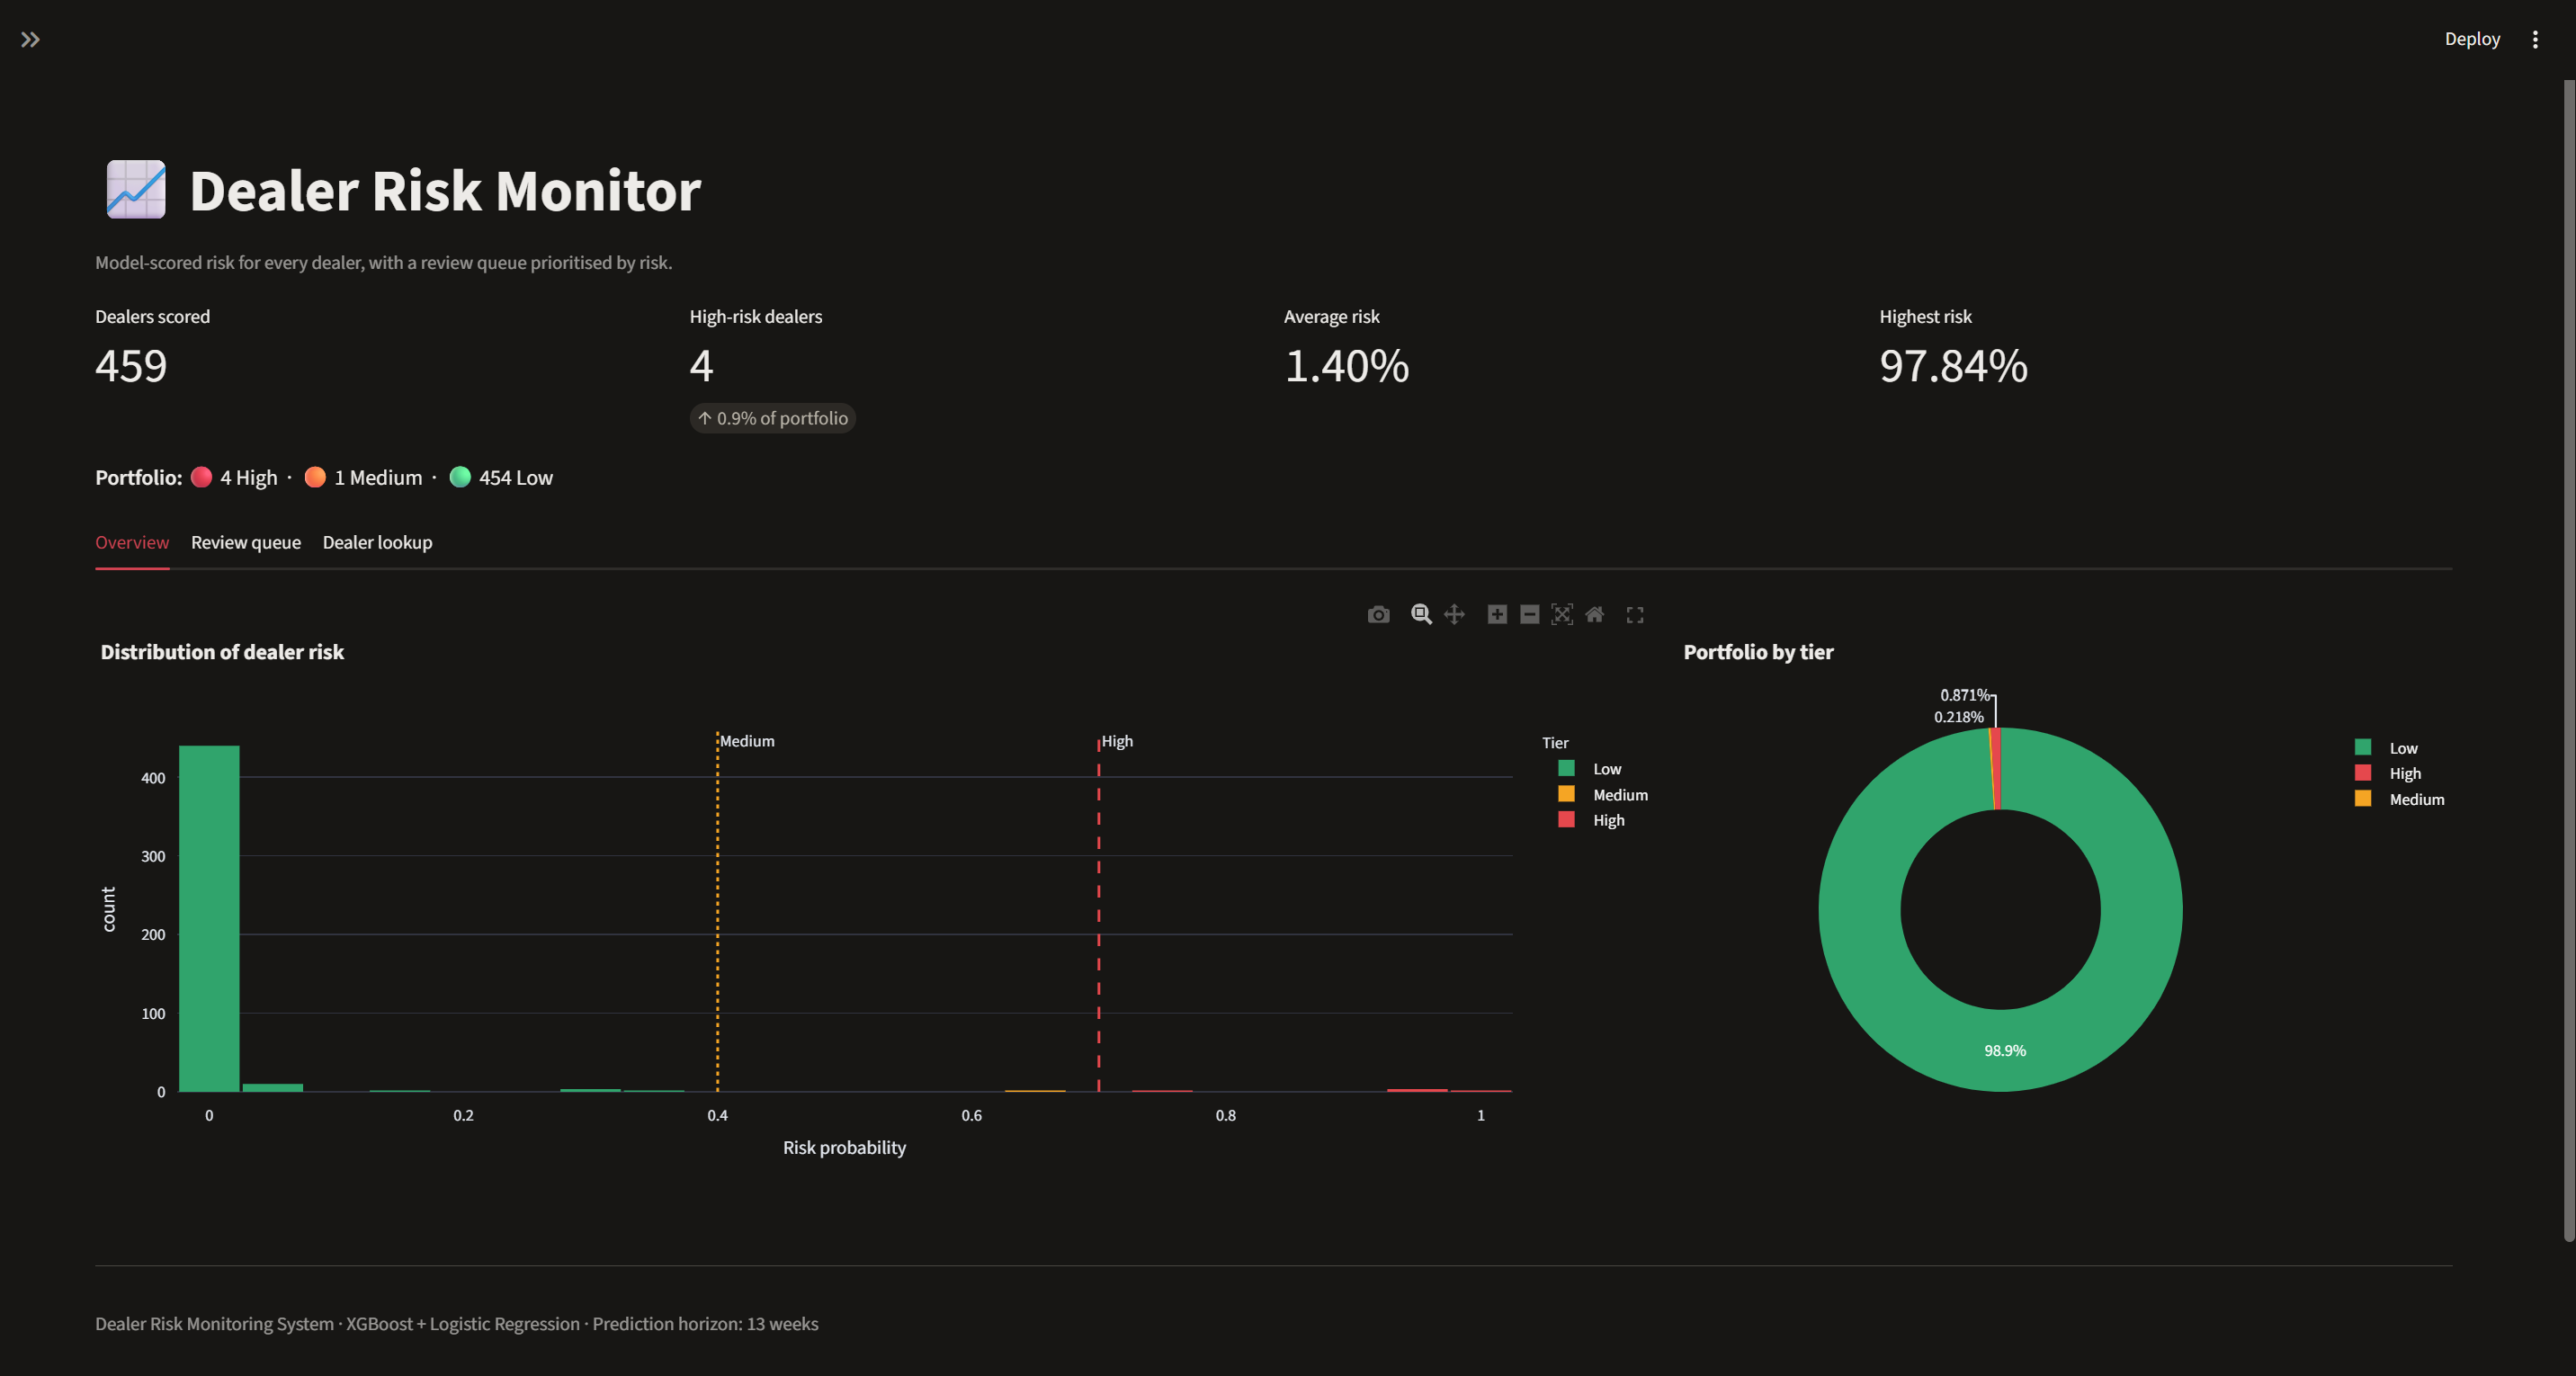 Deploy
Dealer Risk Monitor
Model-scored risk for every dealer, with a review queue prioritised by risk.
Dealers scored
459
High-risk dealers
4
↑ 0.9% of portfolio
Average risk
1.40%
Highest risk
97.84%
Portfolio: 4 High · 1 Medium · 454 Low
Overview Review queue Dealer lookup
Distribution of dealer risk
Medium
High
400
300
200
100
0
count
0 0.2 0.4 0.6 0.8 1
Risk probability
Tier
Low
Medium
High
Portfolio by tier
0.871%
0.218%
98.9%
Low
High
Medium
Dealer Risk Monitoring System · XGBoost + Logistic Regression · Prediction horizon: 13 weeks